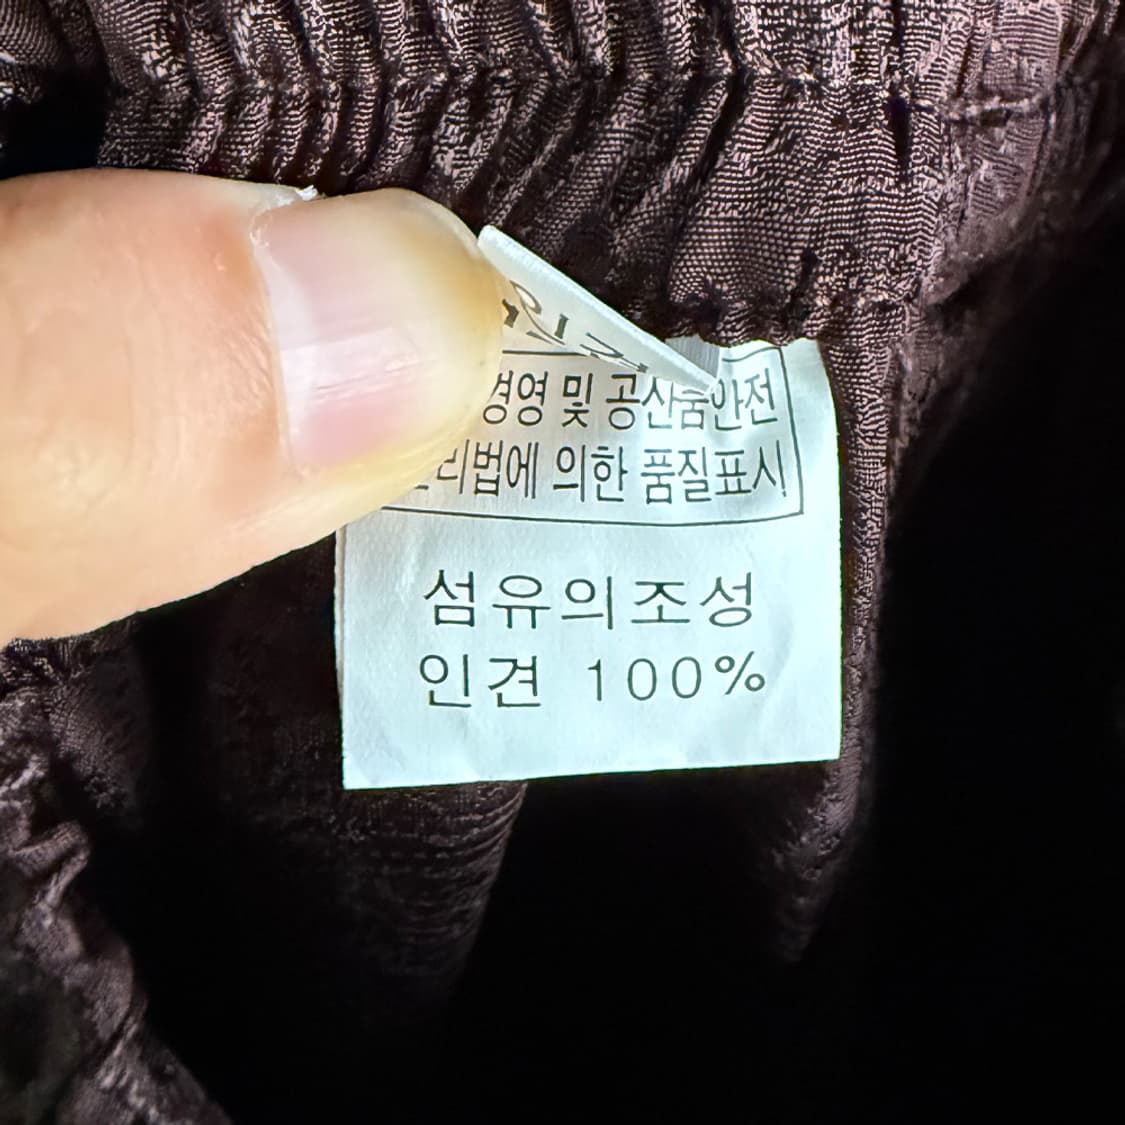 경영 및 공산품안전
리법에 의한 품질표시
섬유의조성
인견 100%